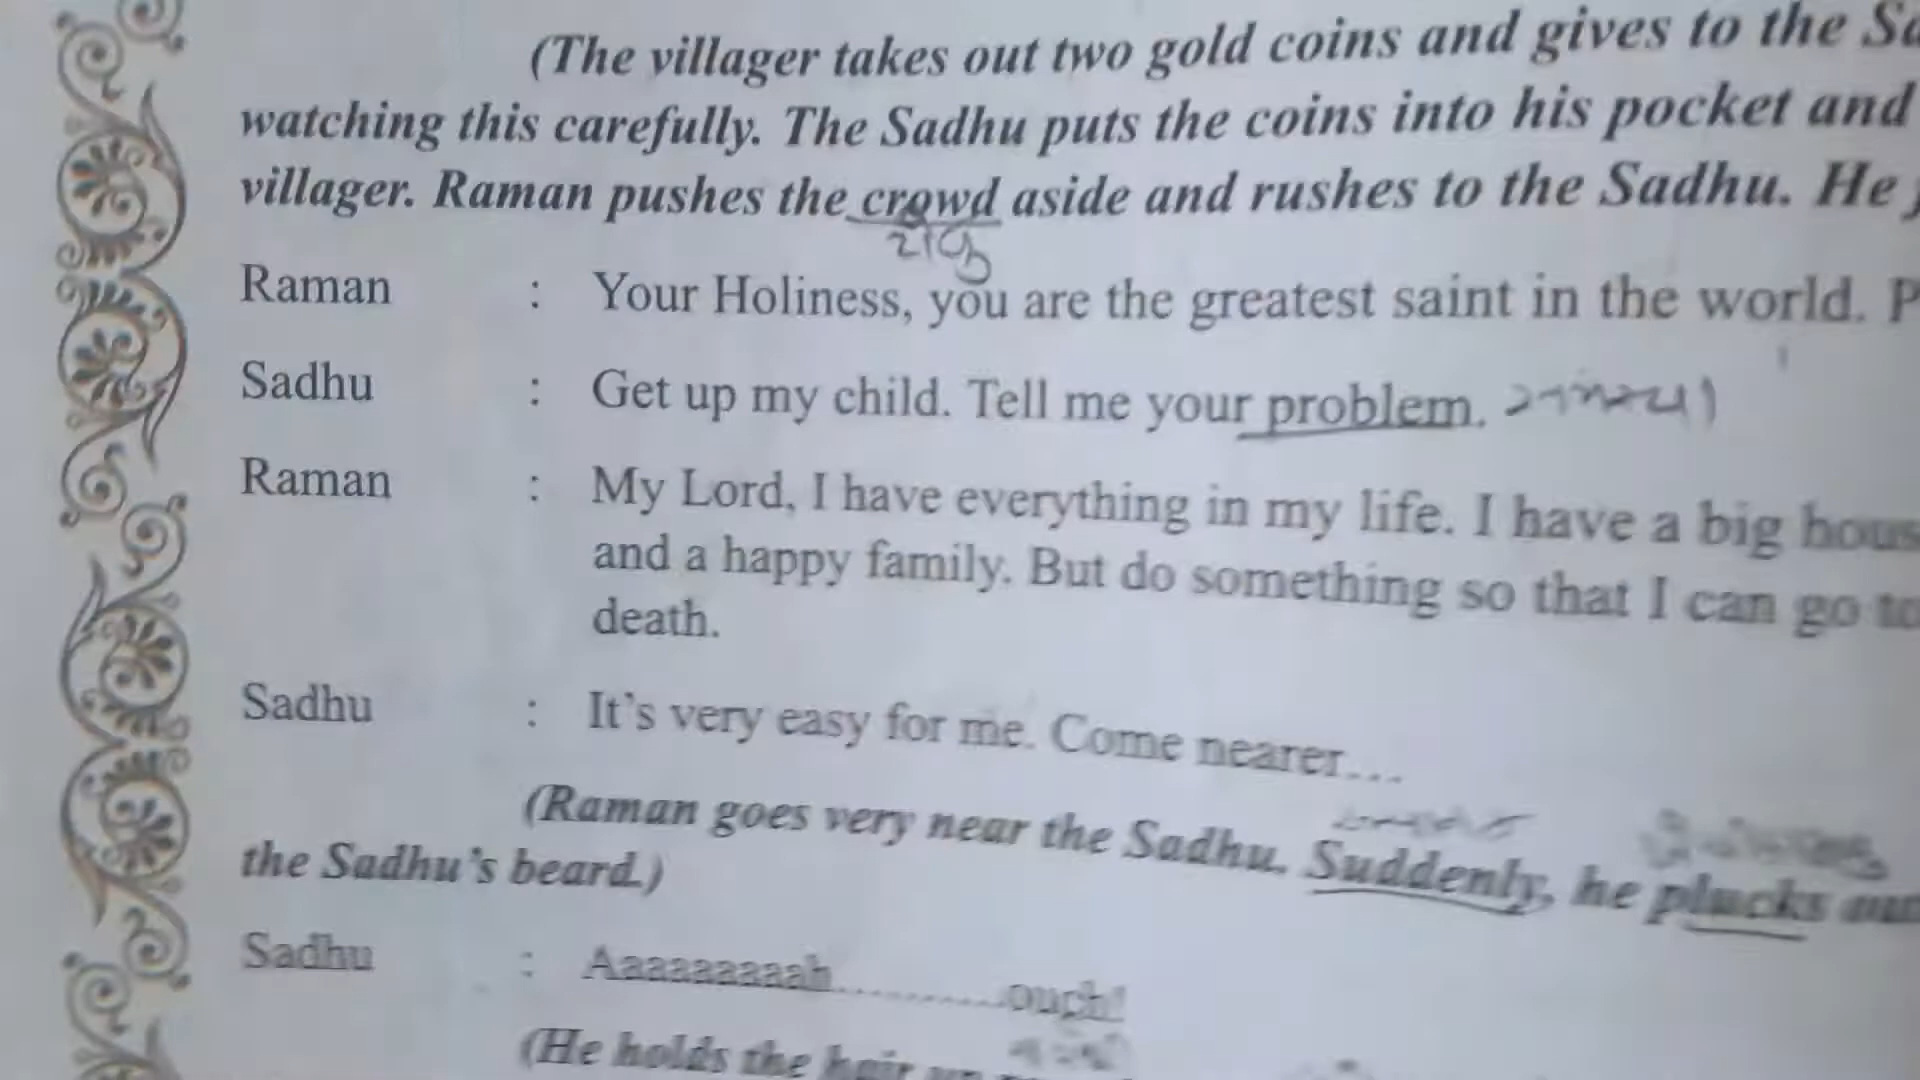 (The villager takes out two gold coins and gives to the
watching this carefully. The Sadhu puts the coins into his pocket and
villager. Raman pushes the crowd aside and rushes to the Sadhu. He
Raman : Your Holiness, you are the greatest saint in the world. P
Sadhu : Get up my child. Tell me your problem. সমস্যা
Raman : My Lord, I have everything in my life. I have a big hous
and a happy family. But do something so that I can go to
death.
Sadhu : It's very easy for me. Come nearer....
(Raman goes very near the Sadhu. Suddenly, he plucks out
the Sadhu's beard.)
Sadhu : Aaaaaaaaah............ouch!
(He holds the hair